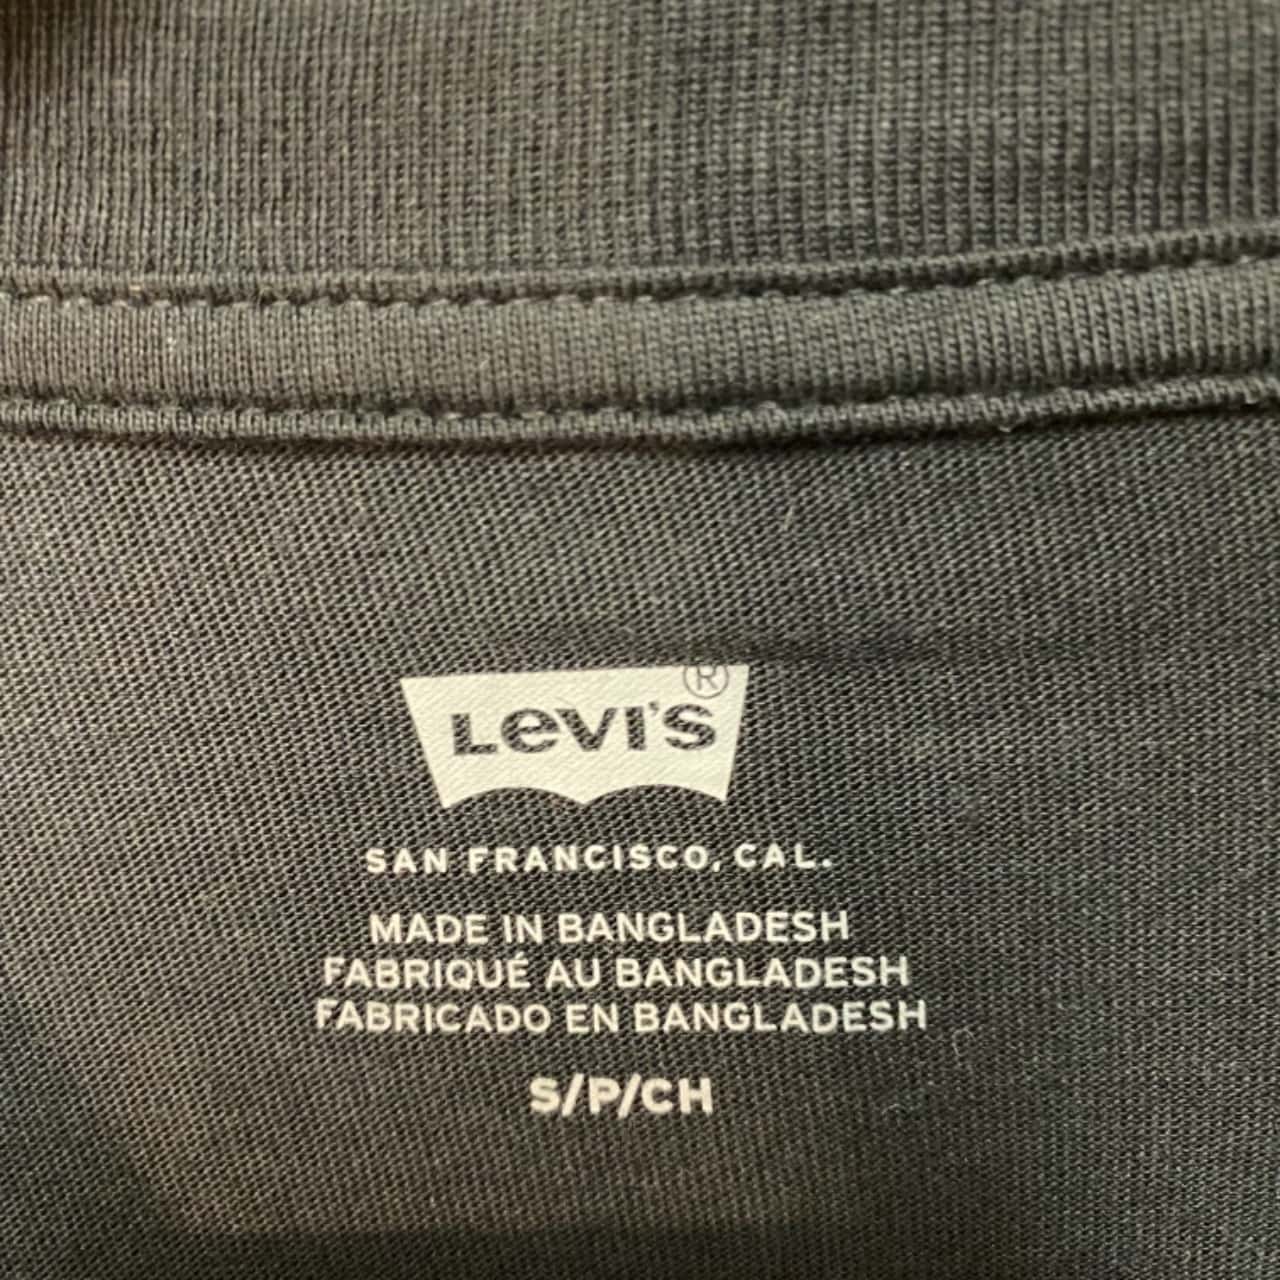 Levi's®
SAN FRANCISCO, CAL.
MADE IN BANGLADESH
FABRIQUÉ AU BANGLADESH
FABRICADO EN BANGLADESH
S/P/CH